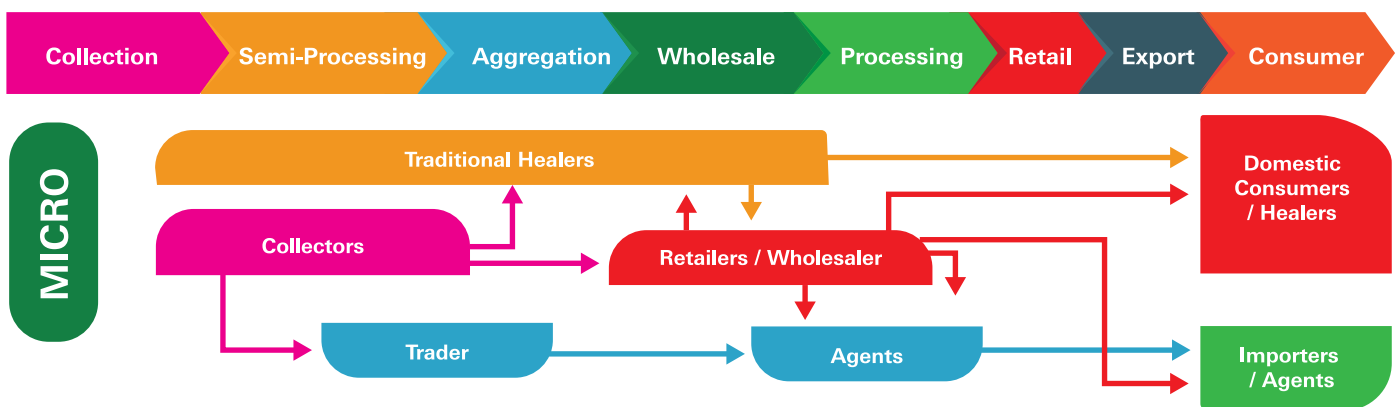 Collection
Semi-Processing
Aggregation
Wholesale
Processing
Retail
Export
Consumer
MICRO
Traditional Healers
Domestic
Consumers
/ Healers
Collectors
Retailers / Wholesaler
Trader
Agents
Importers
/ Agents